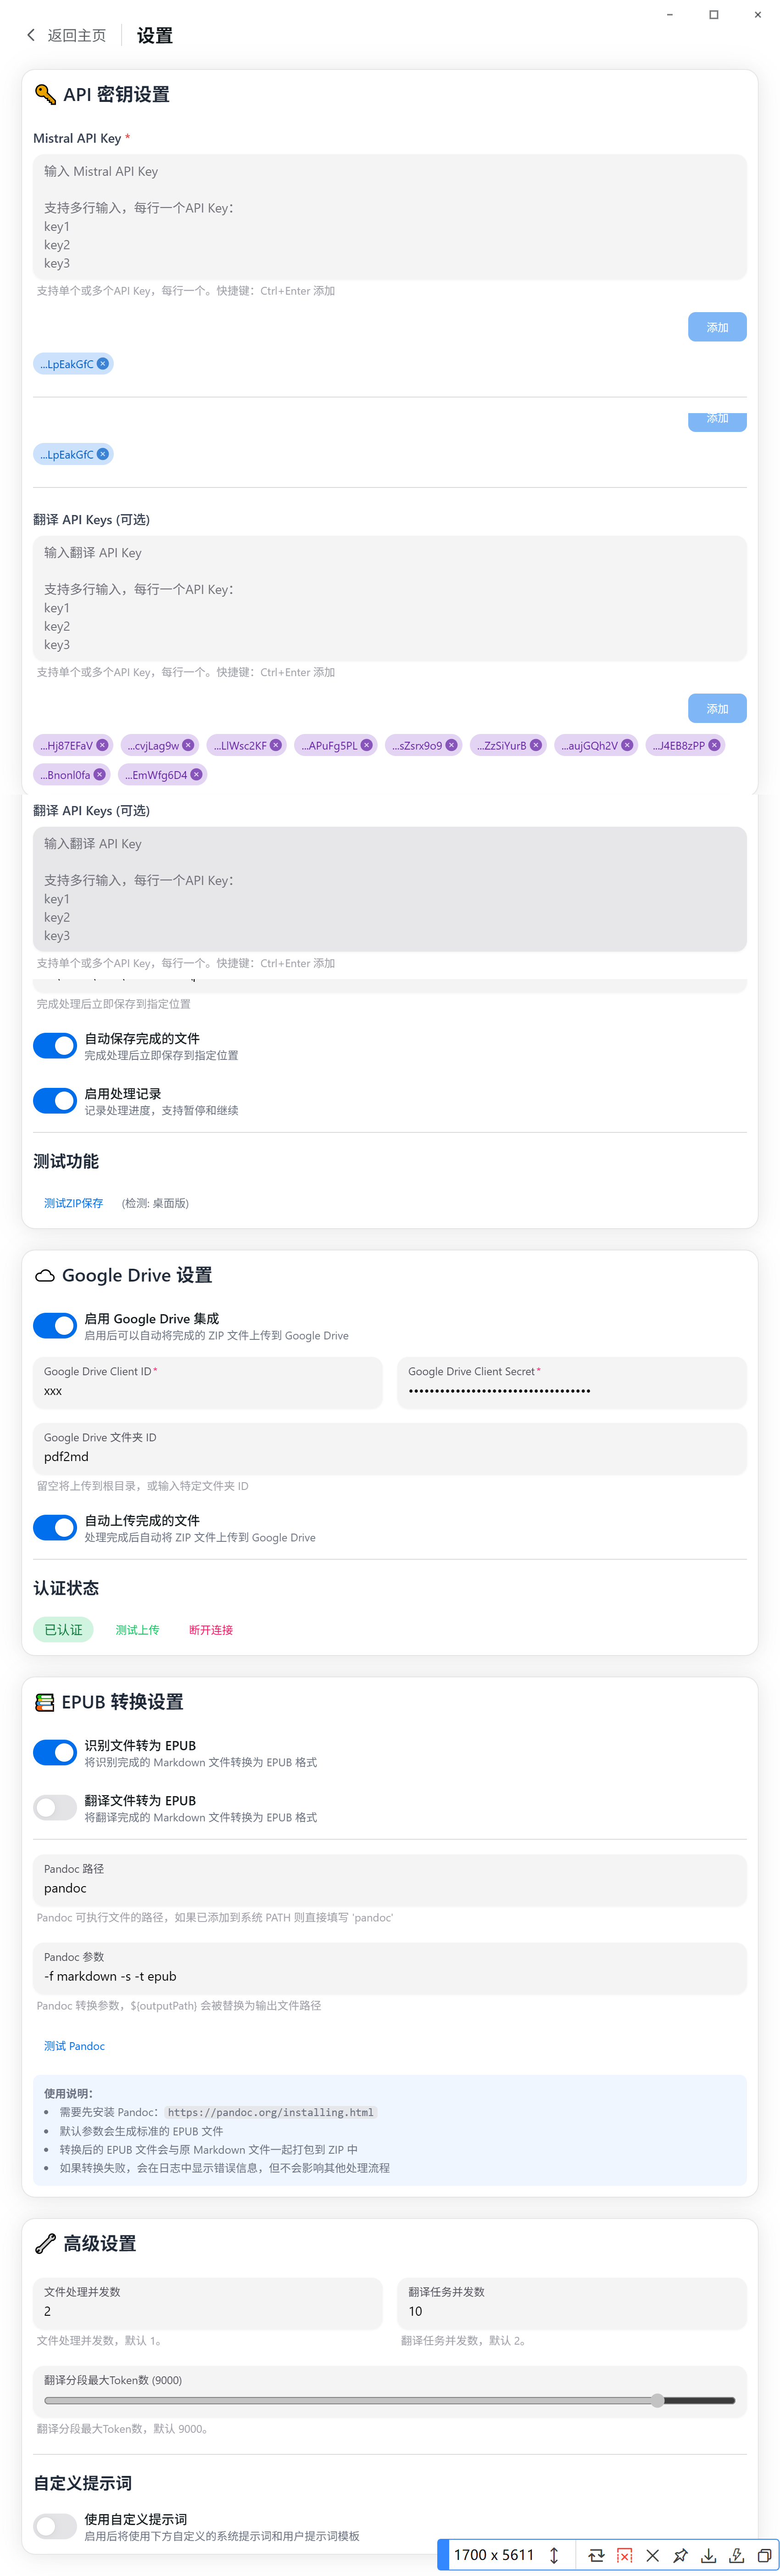 返回主页 设置
API 密钥设置
Mistral API Key *
输入 Mistral API Key
支持多行输入，每行一个API Key：
key1
key2
key3
支持单个或多个API Key，每行一个。快捷键：Ctrl+Enter 添加
添加
...LpEakGfC
添加
...LpEakGfC
翻译 API Keys (可选)
输入翻译 API Key
支持多行输入，每行一个API Key：
key1
key2
key3
支持单个或多个API Key，每行一个。快捷键：Ctrl+Enter 添加
添加
...Hj87EFaV ...cvjLag9w ...LlWsc2KF ...APuFg5PL ...sZsrx9o9 ...ZzSiYurB ...aujGQh2V ...J4EB8zPP
...Bnonl0fa ...EmWfg6D4
翻译 API Keys (可选)
输入翻译 API Key
支持多行输入，每行一个API Key：
key1
key2
key3
支持单个或多个API Key，每行一个。快捷键：Ctrl+Enter 添加
完成处理后立即保存到指定位置
自动保存完成的文件
完成处理后立即保存到指定位置
启用处理记录
记录处理进度，支持暂停和继续
测试功能
测试ZIP保存 (检测: 桌面版)
Google Drive 设置
启用 Google Drive 集成
启用后可以自动将完成的 ZIP 文件上传到 Google Drive
Google Drive Client ID* Google Drive Client Secret*
xxx ••••••••••••••••••••••••••••••••••••
Google Drive 文件夹 ID
pdf2md
留空将上传到根目录，或输入特定文件夹 ID
自动上传完成的文件
处理完成后自动将 ZIP 文件上传到 Google Drive
认证状态
已认证 测试上传 断开连接
EPUB 转换设置
识别文件转为 EPUB
将识别完成的 Markdown 文件转换为 EPUB 格式
翻译文件转为 EPUB
将翻译完成的 Markdown 文件转换为 EPUB 格式
Pandoc 路径
pandoc
Pandoc 可执行文件的路径，如果已添加到系统 PATH 则直接填写 'pandoc'
Pandoc 参数
-f markdown -s -t epub
Pandoc 转换参数，${outputPath} 会被替换为输出文件路径
测试 Pandoc
使用说明：
• 需要先安装 Pandoc： https://pandoc.org/installing.html
• 默认参数会生成标准的 EPUB 文件
• 转换后的 EPUB 文件会与原 Markdown 文件一起打包到 ZIP 中
• 如果转换失败，会在日志中显示错误信息，但不会影响其他处理流程
高级设置
文件处理并发数 翻译任务并发数
2 10
文件处理并发数，默认 1。 翻译任务并发数，默认 2。
翻译分段最大Token数 (9000)
翻译分段最大Token数，默认 9000。
自定义提示词
使用自定义提示词
启用后将使用下方自定义的系统提示词和用户提示词模板
1700 x 5611